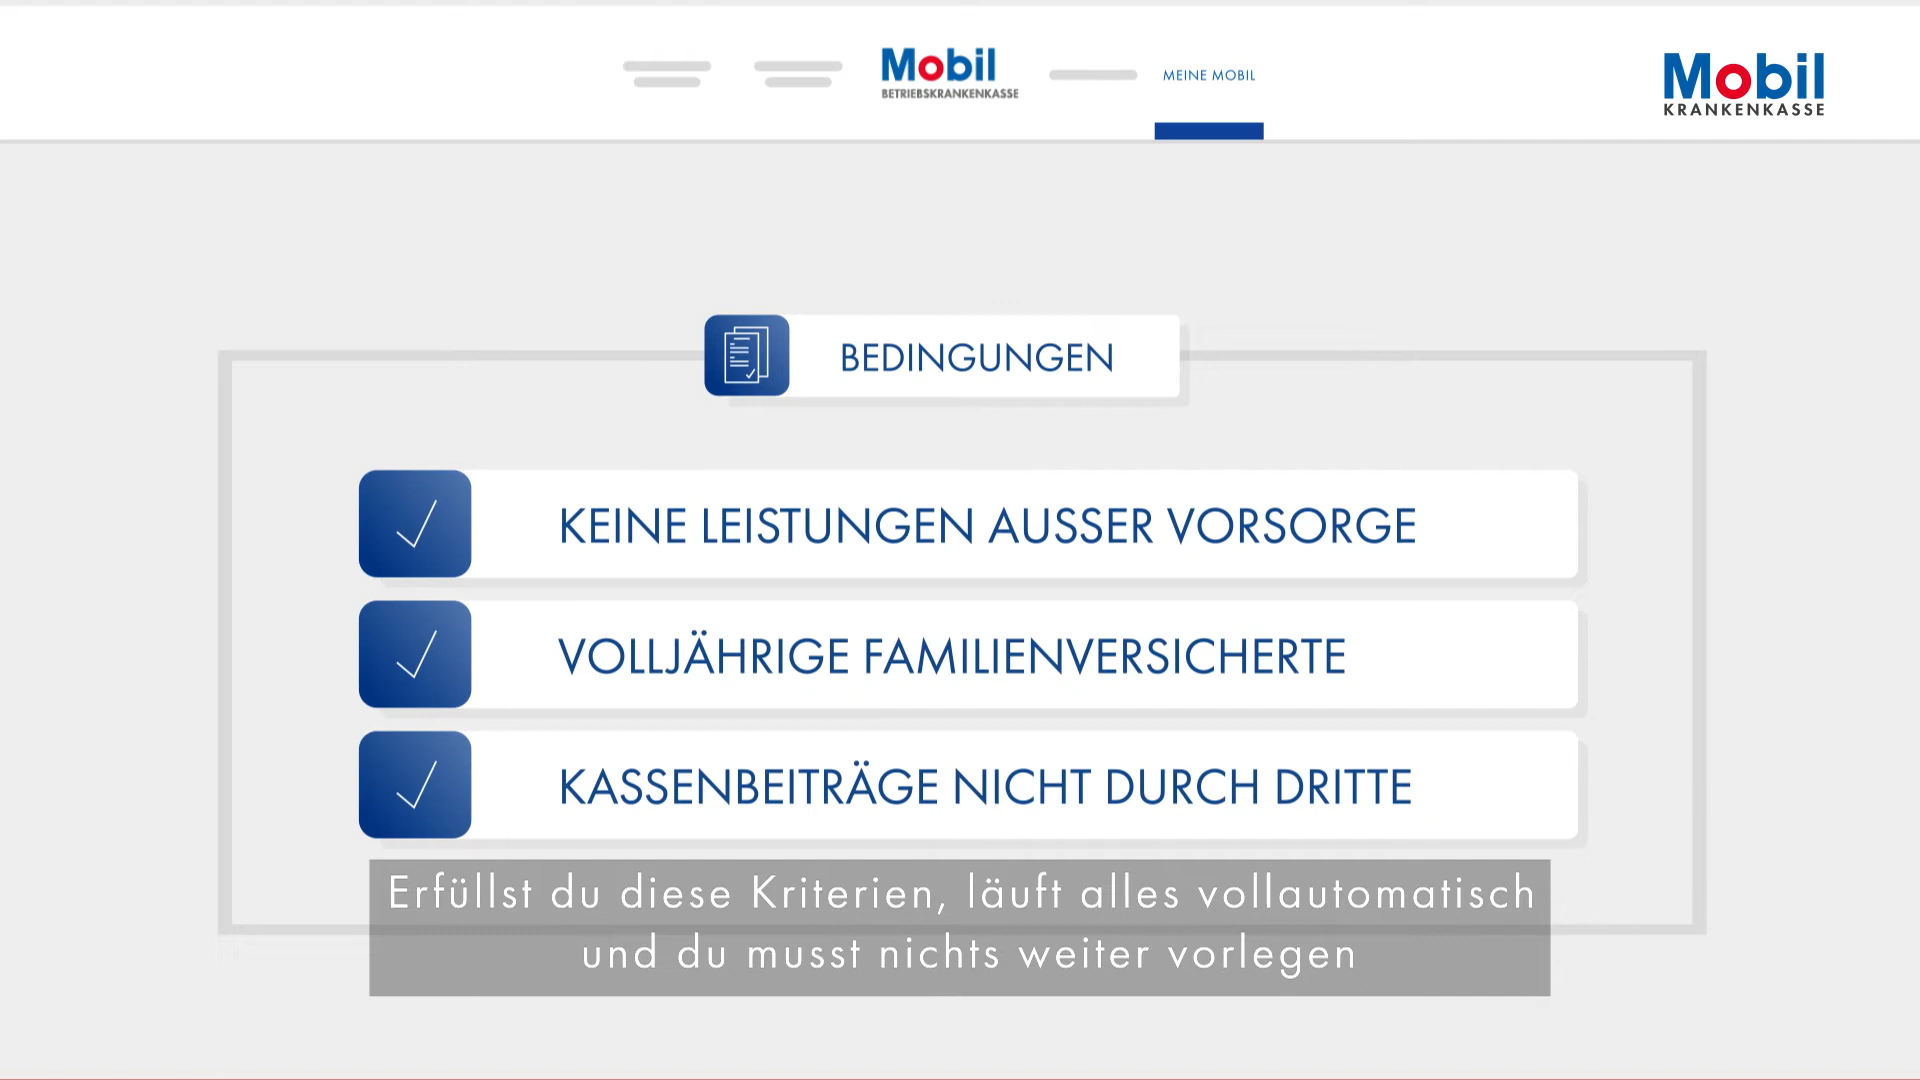 Mobil
BETRIEBSKRANKENKASSE
MEINE MOBIL
Mobil
KRANKENKASSE
BEDINGUNGEN
KEINE LEISTUNGEN AUSSER VORSORGE
VOLLJÄHRIGE FAMILIENVERSICHERTE
KASSENBEITRÄGE NICHT DURCH DRITTE
Erfüllst du diese Kriterien, läuft alles vollautomatisch
und du musst nichts weiter vorlegen